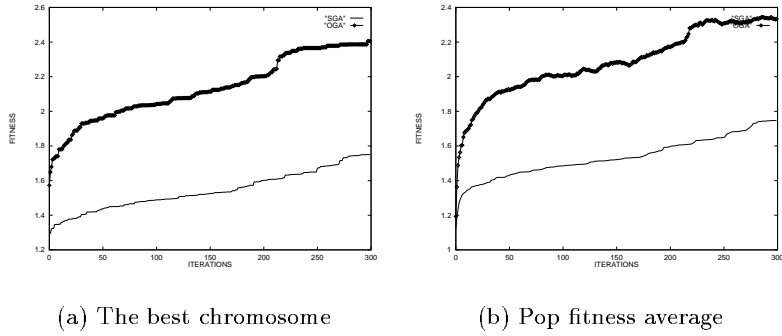 2.6
"SGA"
"OGA"
2.4
2.2
2
1.8
1.6
1.4
1.2
FITNESS
0 50 100 150 200 250 300
ITERATIONS
(a) The best chromosome
2.4
"SGA"
"OGA"
2.2
2
1.8
1.6
1.4
1.2
1
FITNESS
0 50 100 150 200 250 300
ITERATIONS
(b) Pop fitness average